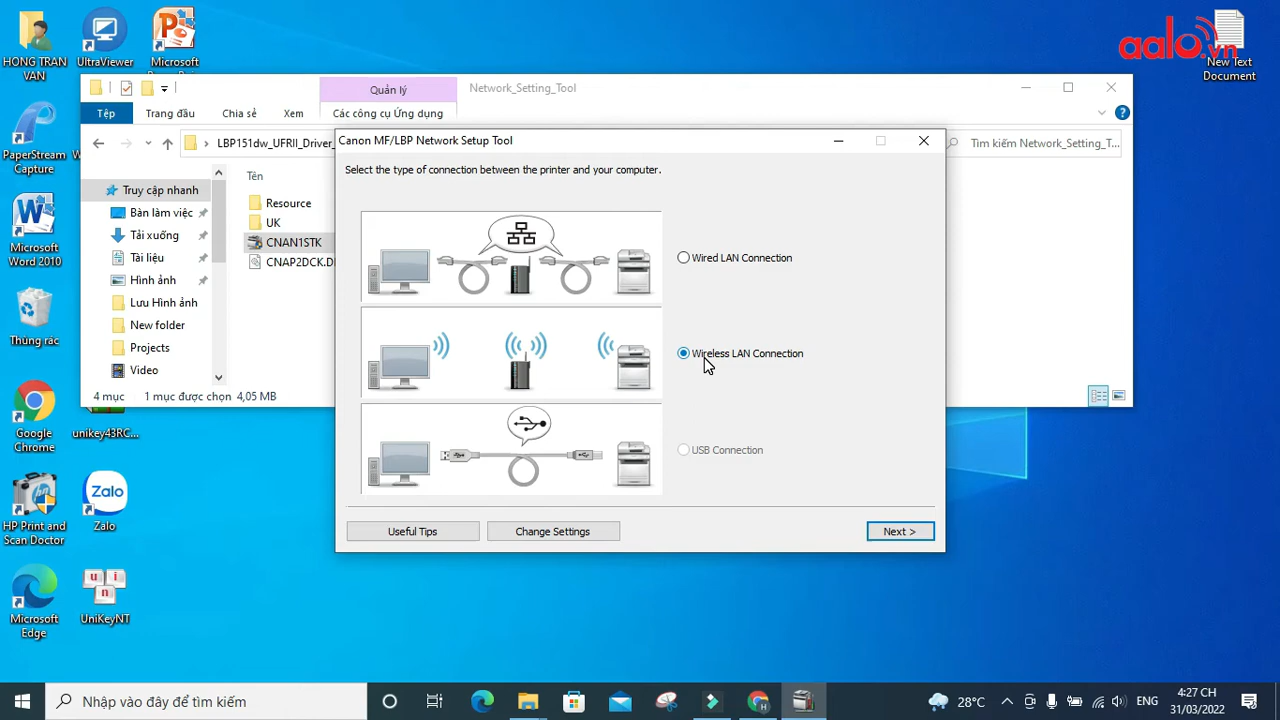 HONG TRAN
VAN
UltraViewer
Microsoft
aalo.vn
New Text
Document
PaperStream
Capture
Microsoft
Word 2010
Thùng rác
Google
Chrome
unikey43RC...
HP Print and
Scan Doctor
Zalo
Zalo
Microsoft
Edge
u i n
UniKeyNT
Quản lý
Network_Setting_Tool
Tệp
Trang đầu
Chia sẻ
Xem
Các công cụ Ứng dụng
LBP151dw_UFRII_Driver_
Tìm kiếm Network_Setting_T...
Truy cập nhanh
Bàn làm việc
Tải xuống
Tài liệu
Hình ảnh
Lưu Hình ảnh
New folder
Projects
Video
Tên
Resource
UK
CNAN1STK
CNAP2DCK.D
4 mục
1 mục được chọn 4,05 MB
Canon MF/LBP Network Setup Tool
Select the type of connection between the printer and your computer.
Wired LAN Connection
Wireless LAN Connection
USB Connection
Useful Tips
Change Settings
Next >
Nhập vào đây để tìm kiếm
28°C
ENG
4:27 CH
31/03/2022